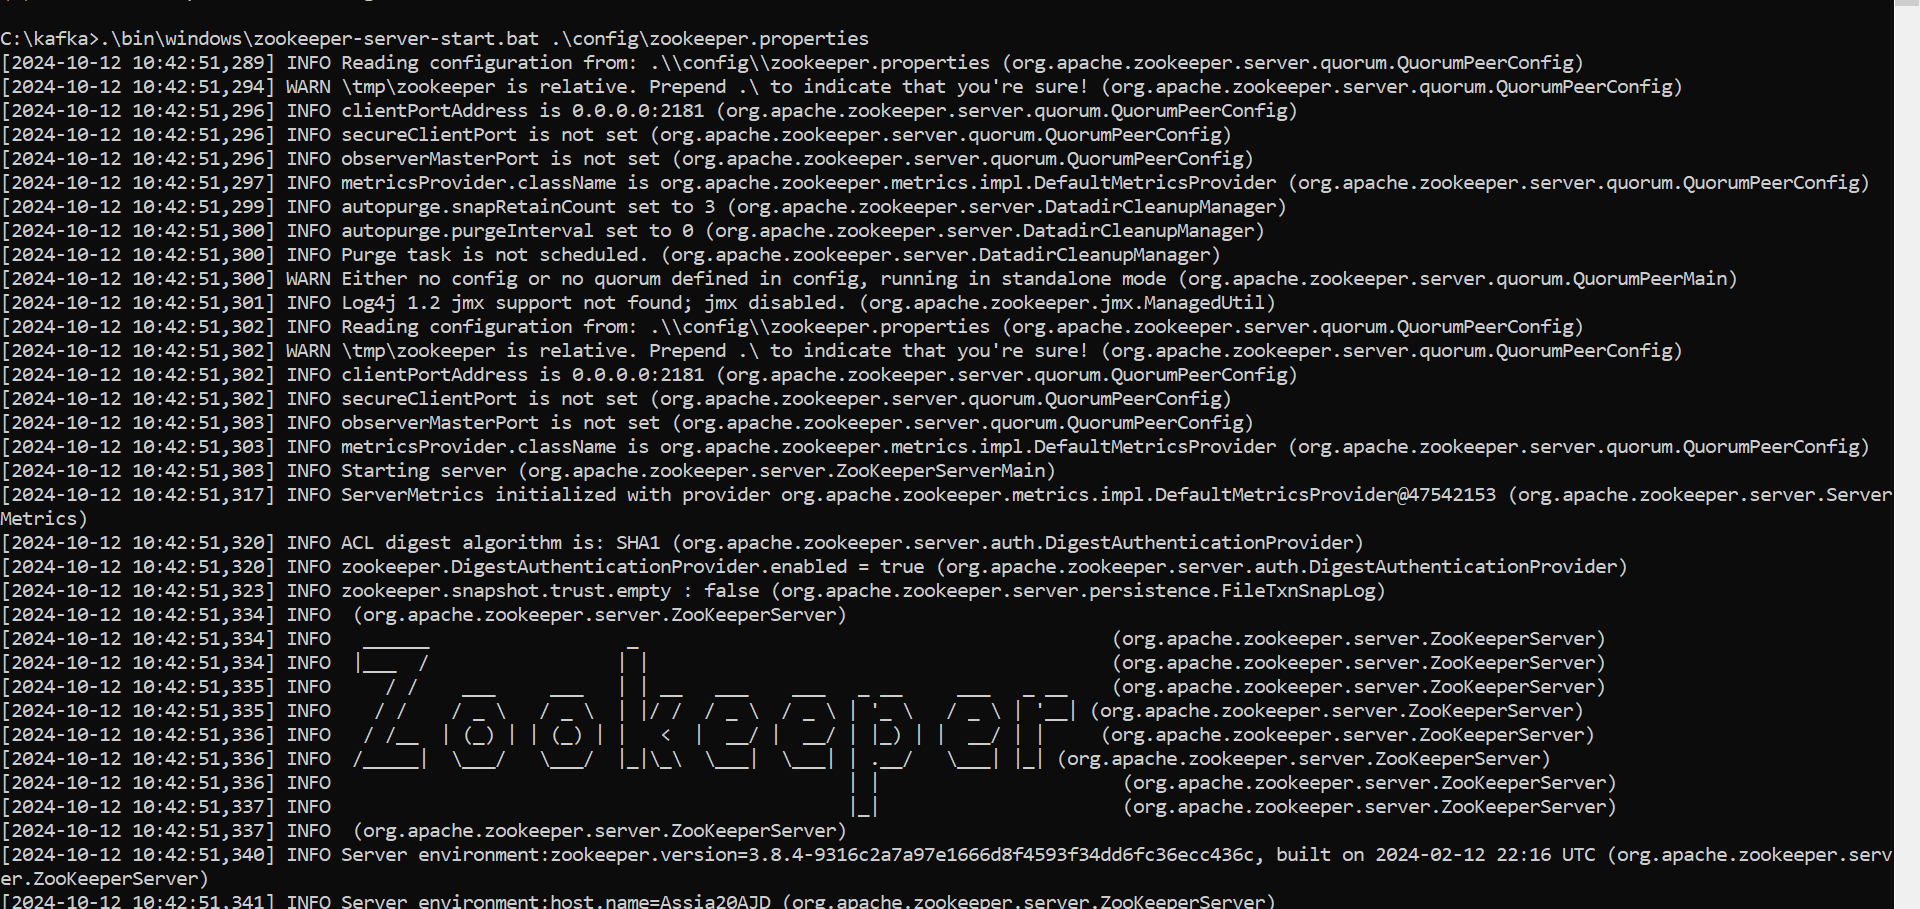 C:\kafka>.\bin\windows\zookeeper-server-start.bat .\config\zookeeper.properties
[2024-10-12 10:42:51,289] INFO Reading configuration from: .\\config\\zookeeper.properties (org.apache.zookeeper.server.quorum.QuorumPeerConfig)
[2024-10-12 10:42:51,294] WARN \tmp\zookeeper is relative. Prepend .\ to indicate that you're sure! (org.apache.zookeeper.server.quorum.QuorumPeerConfig)
[2024-10-12 10:42:51,296] INFO clientPortAddress is 0.0.0.0:2181 (org.apache.zookeeper.server.quorum.QuorumPeerConfig)
[2024-10-12 10:42:51,296] INFO secureClientPort is not set (org.apache.zookeeper.server.quorum.QuorumPeerConfig)
[2024-10-12 10:42:51,296] INFO observerMasterPort is not set (org.apache.zookeeper.server.quorum.QuorumPeerConfig)
[2024-10-12 10:42:51,297] INFO metricsProvider.className is org.apache.zookeeper.metrics.impl.DefaultMetricsProvider (org.apache.zookeeper.server.quorum.QuorumPeerConfig)
[2024-10-12 10:42:51,299] INFO autopurge.snapRetainCount set to 3 (org.apache.zookeeper.server.DatadirCleanupManager)
[2024-10-12 10:42:51,300] INFO autopurge.purgeInterval set to 0 (org.apache.zookeeper.server.DatadirCleanupManager)
[2024-10-12 10:42:51,300] INFO Purge task is not scheduled. (org.apache.zookeeper.server.DatadirCleanupManager)
[2024-10-12 10:42:51,300] WARN Either no config or no quorum defined in config, running in standalone mode (org.apache.zookeeper.server.quorum.QuorumPeerMain)
[2024-10-12 10:42:51,301] INFO Log4j 1.2 jmx support not found; jmx disabled. (org.apache.zookeeper.jmx.ManagedUtil)
[2024-10-12 10:42:51,302] INFO Reading configuration from: .\\config\\zookeeper.properties (org.apache.zookeeper.server.quorum.QuorumPeerConfig)
[2024-10-12 10:42:51,302] WARN \tmp\zookeeper is relative. Prepend .\ to indicate that you're sure! (org.apache.zookeeper.server.quorum.QuorumPeerConfig)
[2024-10-12 10:42:51,302] INFO clientPortAddress is 0.0.0.0:2181 (org.apache.zookeeper.server.quorum.QuorumPeerConfig)
[2024-10-12 10:42:51,302] INFO secureClientPort is not set (org.apache.zookeeper.server.quorum.QuorumPeerConfig)
[2024-10-12 10:42:51,303] INFO observerMasterPort is not set (org.apache.zookeeper.server.quorum.QuorumPeerConfig)
[2024-10-12 10:42:51,303] INFO metricsProvider.className is org.apache.zookeeper.metrics.impl.DefaultMetricsProvider (org.apache.zookeeper.server.quorum.QuorumPeerConfig)
[2024-10-12 10:42:51,303] INFO Starting server (org.apache.zookeeper.server.ZooKeeperServerMain)
[2024-10-12 10:42:51,317] INFO ServerMetrics initialized with provider org.apache.zookeeper.metrics.impl.DefaultMetricsProvider@47542153 (org.apache.zookeeper.server.Server
Metrics)
[2024-10-12 10:42:51,320] INFO ACL digest algorithm is: SHA1 (org.apache.zookeeper.server.auth.DigestAuthenticationProvider)
[2024-10-12 10:42:51,320] INFO zookeeper.DigestAuthenticationProvider.enabled = true (org.apache.zookeeper.server.auth.DigestAuthenticationProvider)
[2024-10-12 10:42:51,323] INFO zookeeper.snapshot.trust.empty : false (org.apache.zookeeper.server.persistence.FileTxnSnapLog)
[2024-10-12 10:42:51,334] INFO  (org.apache.zookeeper.server.ZooKeeperServer)
[2024-10-12 10:42:51,334] INFO   ______                  _                                           (org.apache.zookeeper.server.ZooKeeperServer)
[2024-10-12 10:42:51,334] INFO  |___  /                 | |                                          (org.apache.zookeeper.server.ZooKeeperServer)
[2024-10-12 10:42:51,335] INFO     / /    ___     ___   | | __   ___    ___   _ __     ___   _ __    (org.apache.zookeeper.server.ZooKeeperServer)
[2024-10-12 10:42:51,335] INFO    / /    / _ \   / _ \  | |/ /  / _ \  / _ \ | '_ \   / _ \ | '__| (org.apache.zookeeper.server.ZooKeeperServer)
[2024-10-12 10:42:51,336] INFO   / /__  | (_) | | (_) | |   <  |  __/ |  __/ | |_) | |  __/ | |     (org.apache.zookeeper.server.ZooKeeperServer)
[2024-10-12 10:42:51,336] INFO  /_____|  \___/   \___/  |_|\_\  \___|  \___| | .__/   \___| |_| (org.apache.zookeeper.server.ZooKeeperServer)
[2024-10-12 10:42:51,336] INFO                                               | |                      (org.apache.zookeeper.server.ZooKeeperServer)
[2024-10-12 10:42:51,337] INFO                                               |_|                      (org.apache.zookeeper.server.ZooKeeperServer)
[2024-10-12 10:42:51,337] INFO  (org.apache.zookeeper.server.ZooKeeperServer)
[2024-10-12 10:42:51,340] INFO Server environment:zookeeper.version=3.8.4-9316c2a7a97e1666d8f4593f34dd6fc36ecc436c, built on 2024-02-12 22:16 UTC (org.apache.zookeeper.serv
er.ZooKeeperServer)
[2024-10-12 10:42:51,341] INFO Server environment:host.name=Assia20AJD (org.apache.zookeeper.server.ZooKeeperServer)